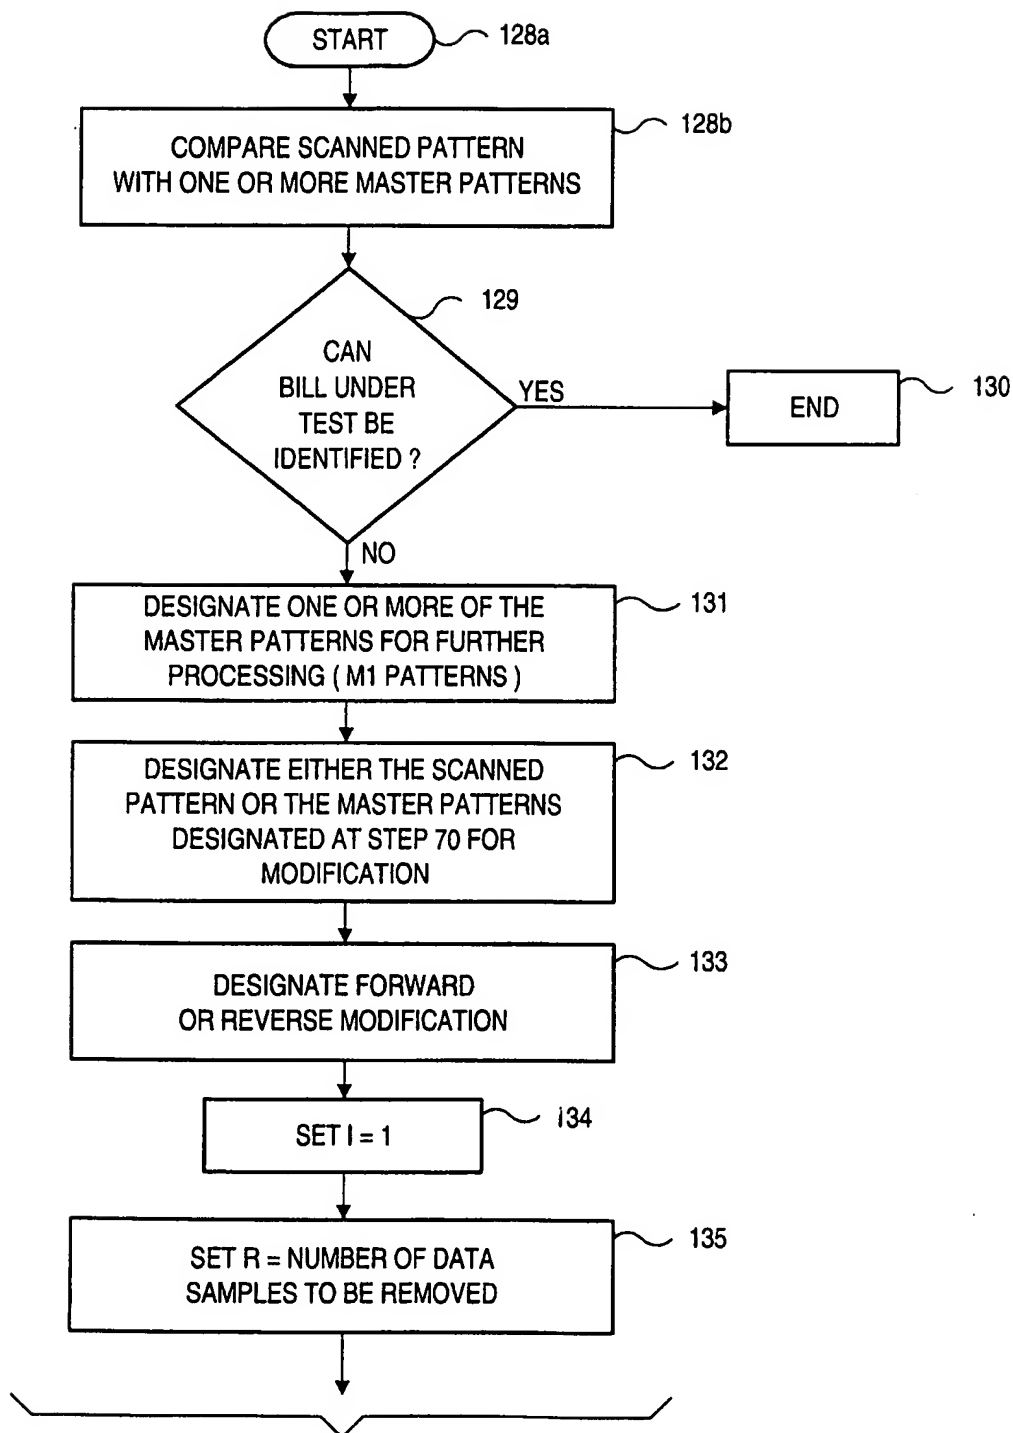 START
128a
COMPARE SCANNED PATTERN
WITH ONE OR MORE MASTER PATTERNS
128b
CAN
BILL UNDER
TEST BE
IDENTIFIED ?
129
YES
END
130
NO
DESIGNATE ONE OR MORE OF THE
MASTER PATTERNS FOR FURTHER
PROCESSING ( M1 PATTERNS )
131
DESIGNATE EITHER THE SCANNED
PATTERN OR THE MASTER PATTERNS
DESIGNATED AT STEP 70 FOR
MODIFICATION
132
DESIGNATE FORWARD
OR REVERSE MODIFICATION
133
SET I = 1
134
SET R = NUMBER OF DATA
SAMPLES TO BE REMOVED
135